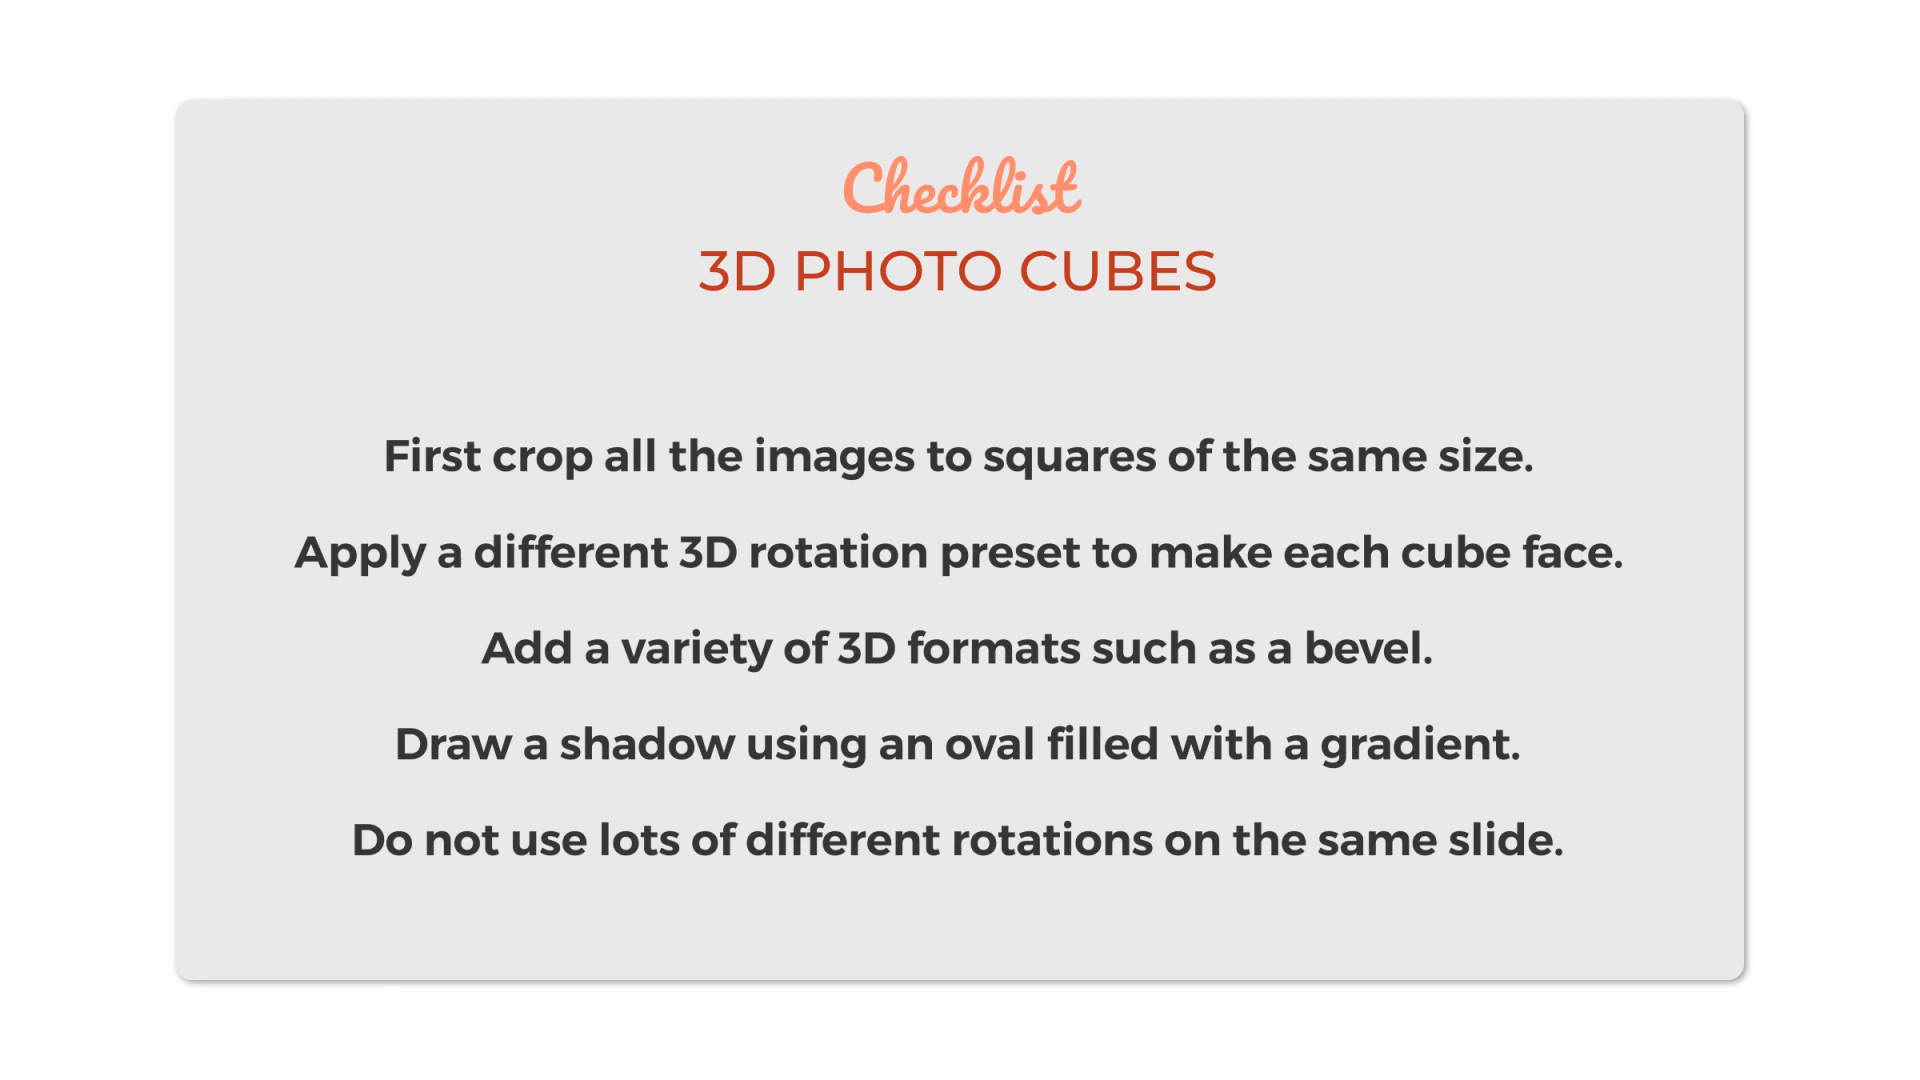 Checklist
3D PHOTO CUBES
First crop all the images to squares of the same size.
Apply a different 3D rotation preset to make each cube face.
Add a variety of 3D formats such as a bevel.
Draw a shadow using an oval filled with a gradient.
Do not use lots of different rotations on the same slide.